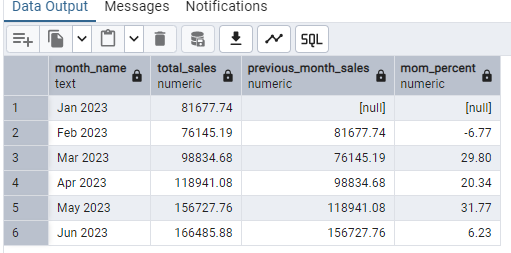 Data Output Messages Notifications
SQL
month_name total_sales previous_month_sales mom_percent
text numeric numeric numeric
1 Jan 2023 81677.74 [null] [null]
2 Feb 2023 76145.19 81677.74 -6.77
3 Mar 2023 98834.68 76145.19 29.80
4 Apr 2023 118941.08 98834.68 20.34
5 May 2023 156727.76 118941.08 31.77
6 Jun 2023 166485.88 156727.76 6.23